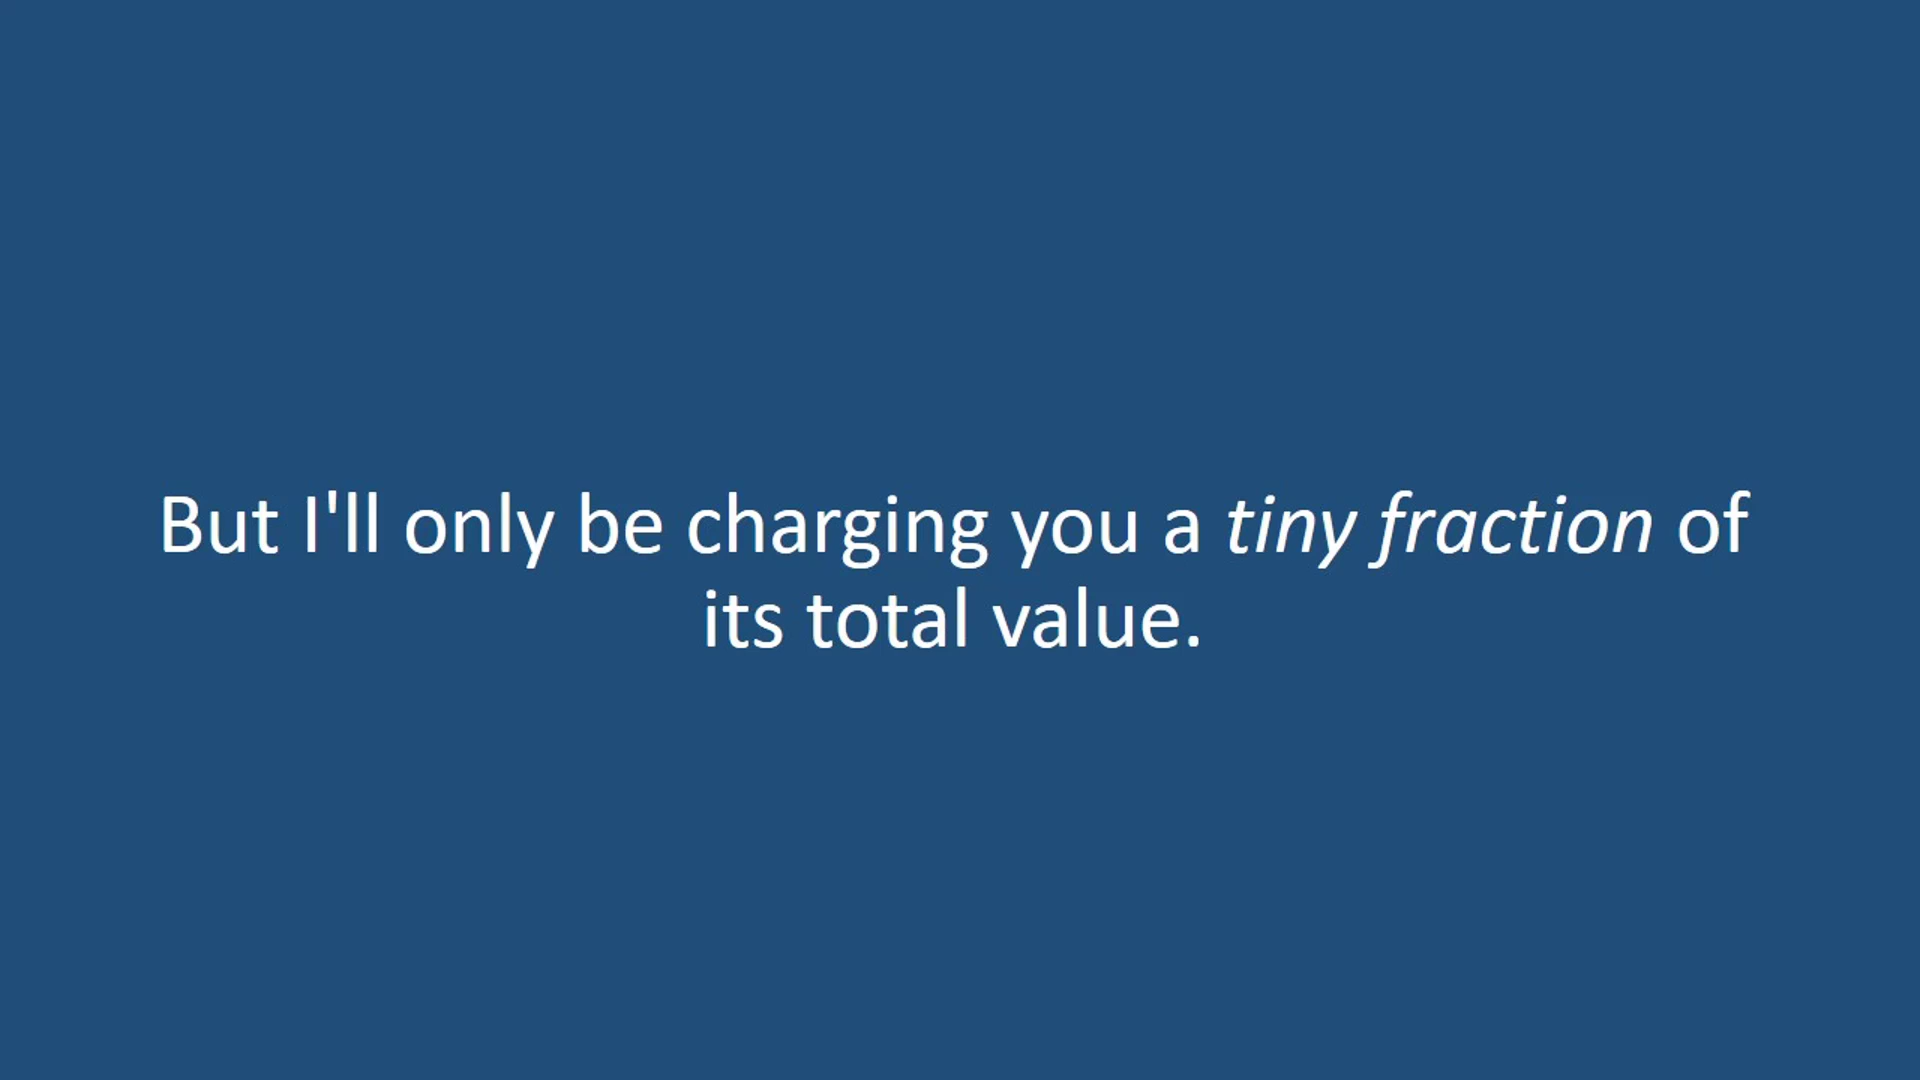 But I'll only be charging you a tiny fraction of
its total value.